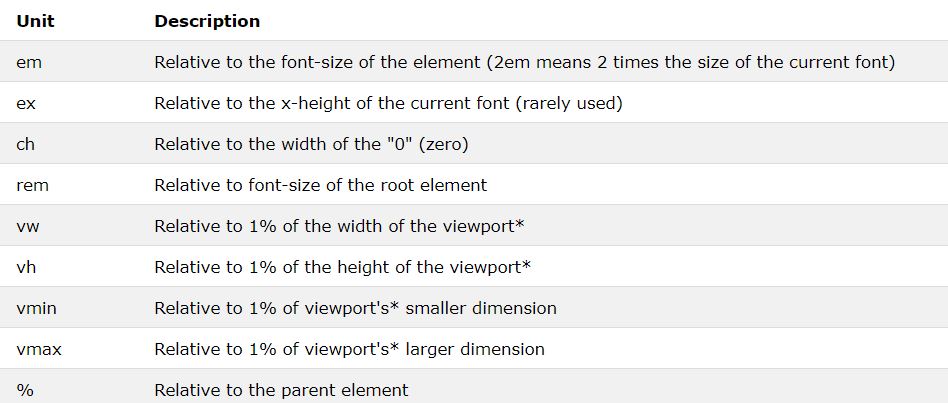 Unit Description
em Relative to the font-size of the element (2em means 2 times the size of the current font)
ex Relative to the x-height of the current font (rarely used)
ch Relative to the width of the "0" (zero)
rem Relative to font-size of the root element
vw Relative to 1% of the width of the viewport*
vh Relative to 1% of the height of the viewport*
vmin Relative to 1% of viewport's* smaller dimension
vmax Relative to 1% of viewport's* larger dimension
% Relative to the parent element